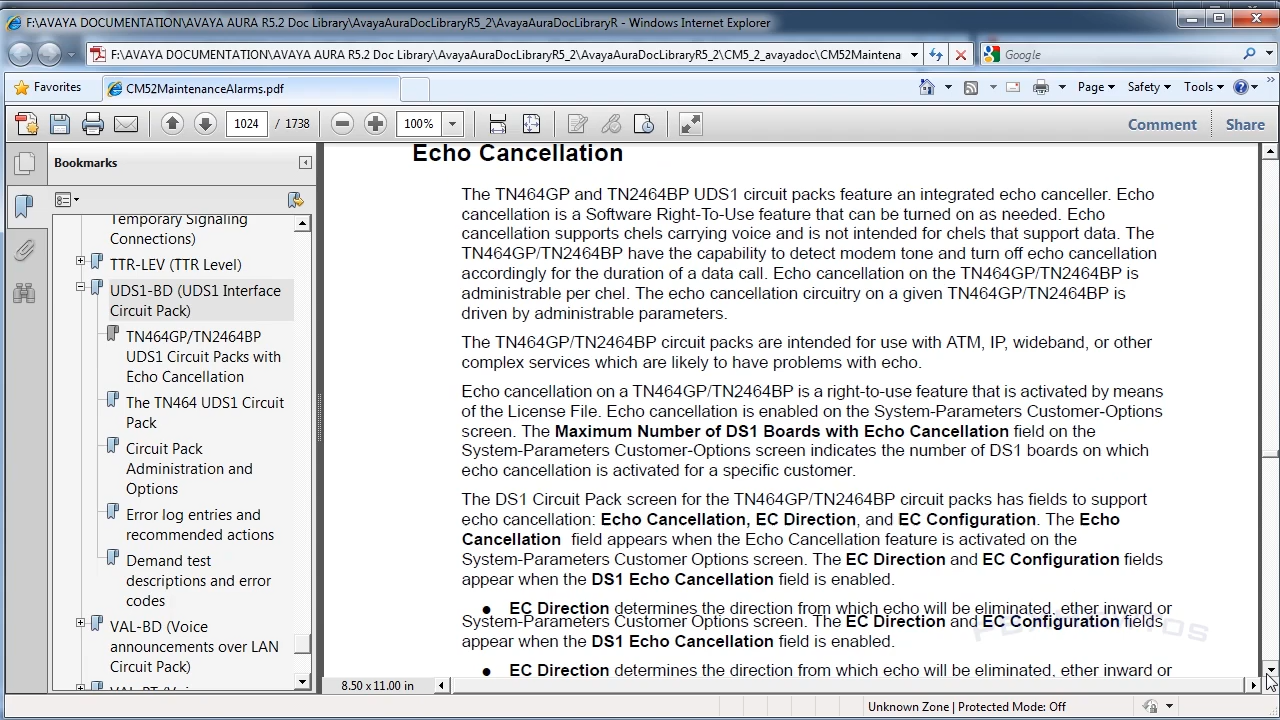 F:\AVAYA DOCUMENTATION\AVAYA AURA R5.2 Doc Library\AvayaAuraDocLibraryR5_2\AvayaAuraDocLibraryR - Windows Internet Explorer
F:\AVAYA DOCUMENTATION\AVAYA AURA R5.2 Doc Library\AvayaAuraDocLibraryR5_2\AvayaAuraDocLibraryR5_2\CM5_2_avayadoc\CM52Maintena
Google
Favorites
CM52MaintenanceAlarms.pdf
Page
Safety
Tools
1024 / 1738
100%
Comment
Share
Bookmarks
Temporary Signaling
Connections)
TTR-LEV (TTR Level)
UDS1-BD (UDS1 Interface
Circuit Pack)
TN464GP/TN2464BP
UDS1 Circuit Packs with
Echo Cancellation
The TN464 UDS1 Circuit
Pack
Circuit Pack
Administration and
Options
Error log entries and
recommended actions
Demand test
descriptions and error
codes
VAL-BD (Voice
announcements over LAN
Circuit Pack)
Echo Cancellation
The TN464GP and TN2464BP UDS1 circuit packs feature an integrated echo canceller. Echo
cancellation is a Software Right-To-Use feature that can be turned on as needed. Echo
cancellation supports chels carrying voice and is not intended for chels that support data. The
TN464GP/TN2464BP have the capability to detect modem tone and turn off echo cancellation
accordingly for the duration of a data call. Echo cancellation on the TN464GP/TN2464BP is
administrable per chel. The echo cancellation circuitry on a given TN464GP/TN2464BP is
driven by administrable parameters.
The TN464GP/TN2464BP circuit packs are intended for use with ATM, IP, wideband, or other
complex services which are likely to have problems with echo.
Echo cancellation on a TN464GP/TN2464BP is a right-to-use feature that is activated by means
of the License File. Echo cancellation is enabled on the System-Parameters Customer-Options
screen. The Maximum Number of DS1 Boards with Echo Cancellation field on the
System-Parameters Customer-Options screen indicates the number of DS1 boards on which
echo cancellation is activated for a specific customer.
The DS1 Circuit Pack screen for the TN464GP/TN2464BP circuit packs has fields to support
echo cancellation: Echo Cancellation, EC Direction, and EC Configuration. The Echo
Cancellation field appears when the Echo Cancellation feature is activated on the
System-Parameters Customer Options screen. The EC Direction and EC Configuration fields
appear when the DS1 Echo Cancellation field is enabled.
● EC Direction determines the direction from which echo will be eliminated, ether inward or
System-Parameters Customer Options screen. The EC Direction and EC Configuration fields
appear when the DS1 Echo Cancellation field is enabled.
● EC Direction determines the direction from which echo will be eliminated, ether inward or
8.50 x 11.00 in
Unknown Zone | Protected Mode: Off